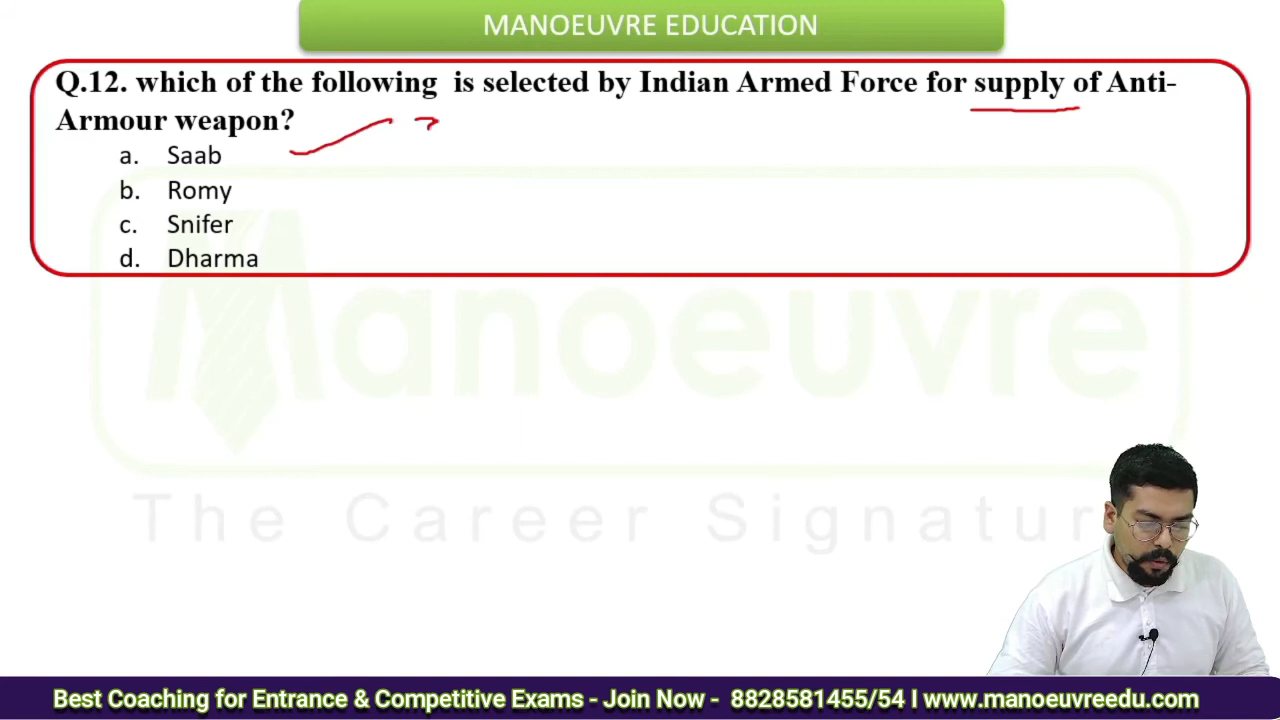 MANOEUVRE EDUCATION
Q.12. which of the following is selected by Indian Armed Force for supply of Anti-
Armour weapon?
a. Saab
b. Romy
c. Snifer
d. Dharma
Manoeuvre
The Career Signatur
Best Coaching for Entrance & Competitive Exams - Join Now - 8828581455/54 I www.manoeuvreedu.com